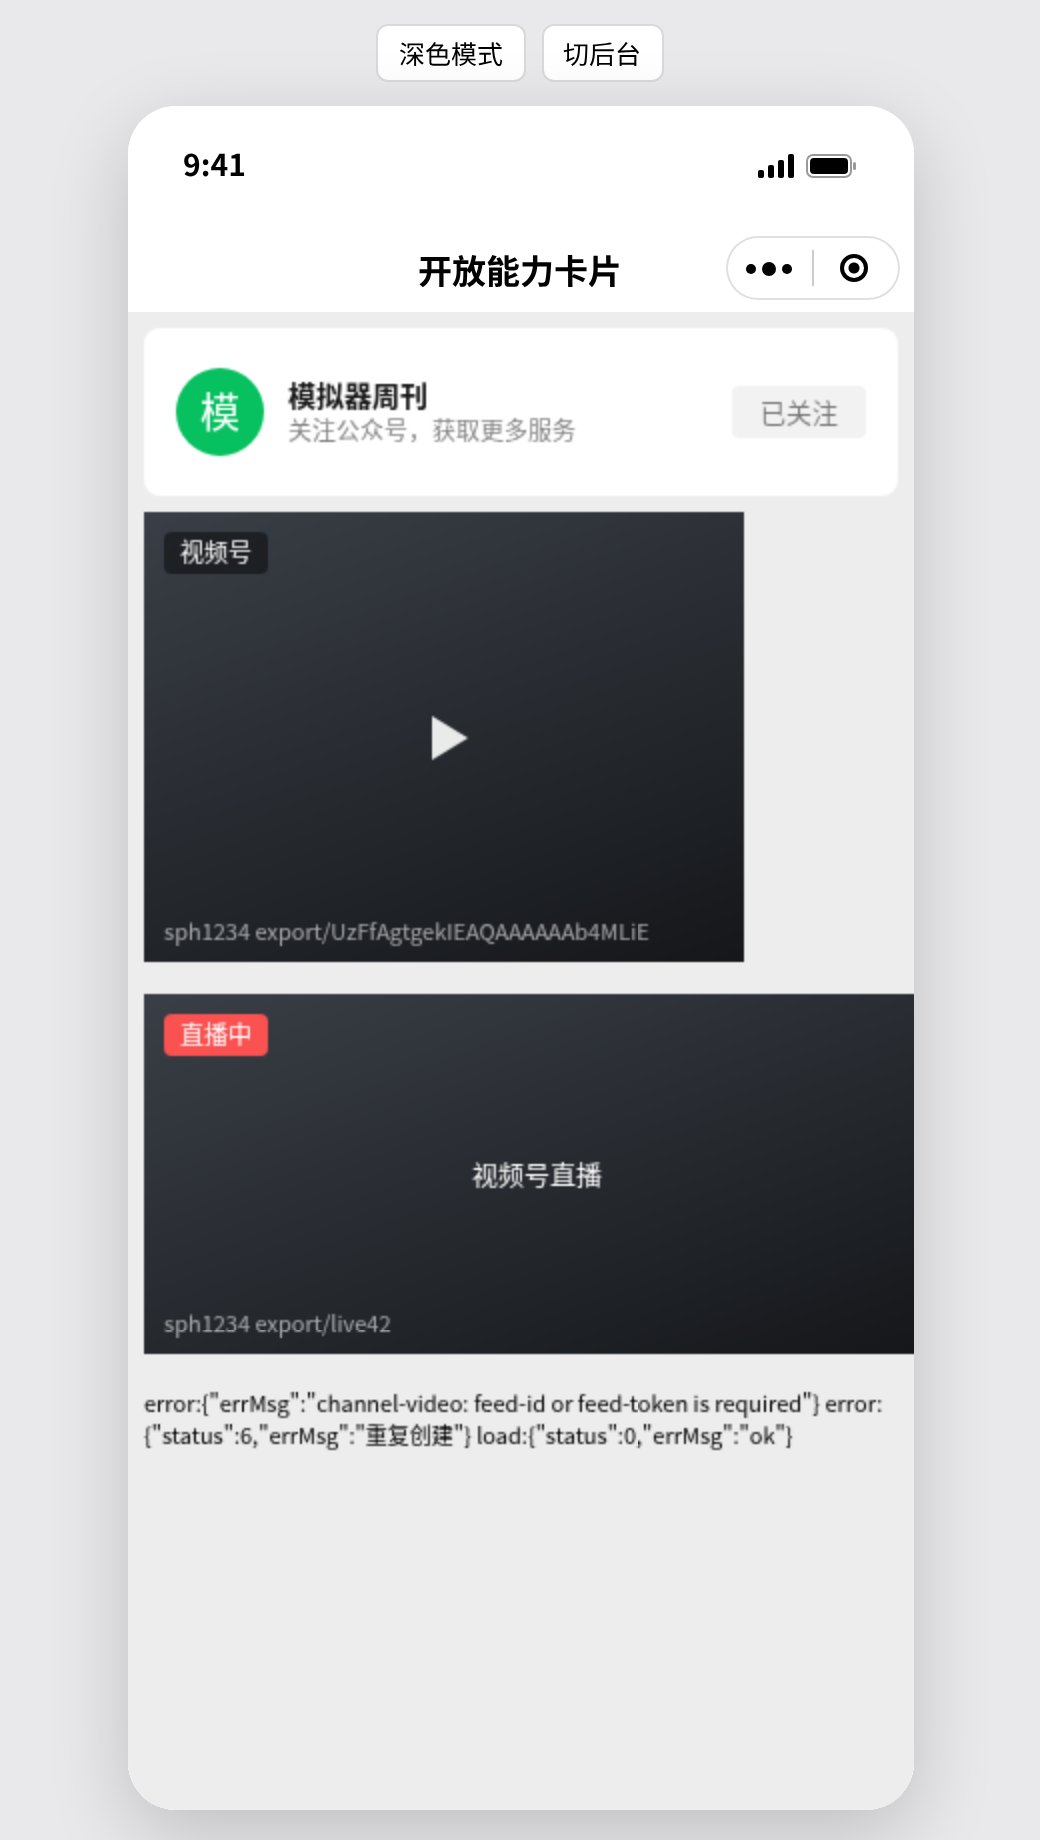 深色模式
切后台
9:41
开放能力卡片
模
模拟器周刊
关注公众号，获取更多服务
已关注
视频号
sph1234 export/UzFfAgtgekIEAQAAAAAAb4MLiE
直播中
视频号直播
sph1234 export/live42
error:{"errMsg":"channel-video: feed-id or feed-token is required"} error:
{"status":6,"errMsg":"重复创建"} load:{"status":0,"errMsg":"ok"}